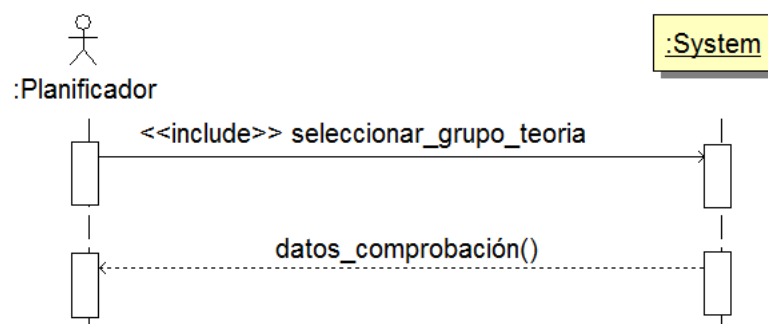 :Planificador
:System
<<include>> seleccionar_grupo_teoria
datos_comprobación()